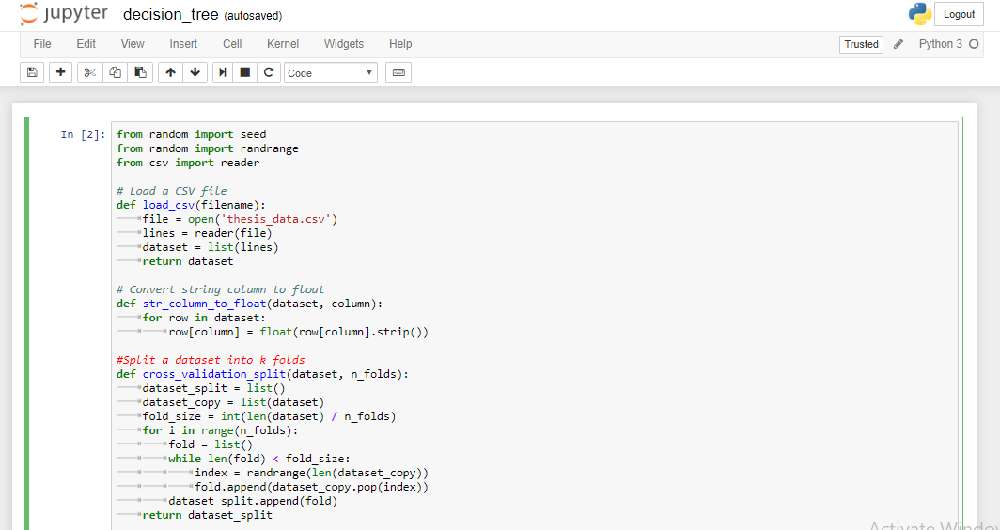 jupyter decision_tree (autosaved) Logout
File Edit View Insert Cell Kernel Widgets Help Trusted Python 3
Code
In [2]: from random import seed
from random import randrange
from csv import reader
# Load a CSV file
def load_csv(filename):
file = open('thesis_data.csv')
lines = reader(file)
dataset = list(lines)
return dataset
# Convert string column to float
def str_column_to_float(dataset, column):
for row in dataset:
row[column] = float(row[column].strip())
#Split a dataset into k folds
def cross_validation_split(dataset, n_folds):
dataset_split = list()
dataset_copy = list(dataset)
fold_size = int(len(dataset) / n_folds)
for i in range(n_folds):
fold = list()
while len(fold) < fold_size:
index = randrange(len(dataset_copy))
fold.append(dataset_copy.pop(index))
dataset_split.append(fold)
return dataset_split
Activate